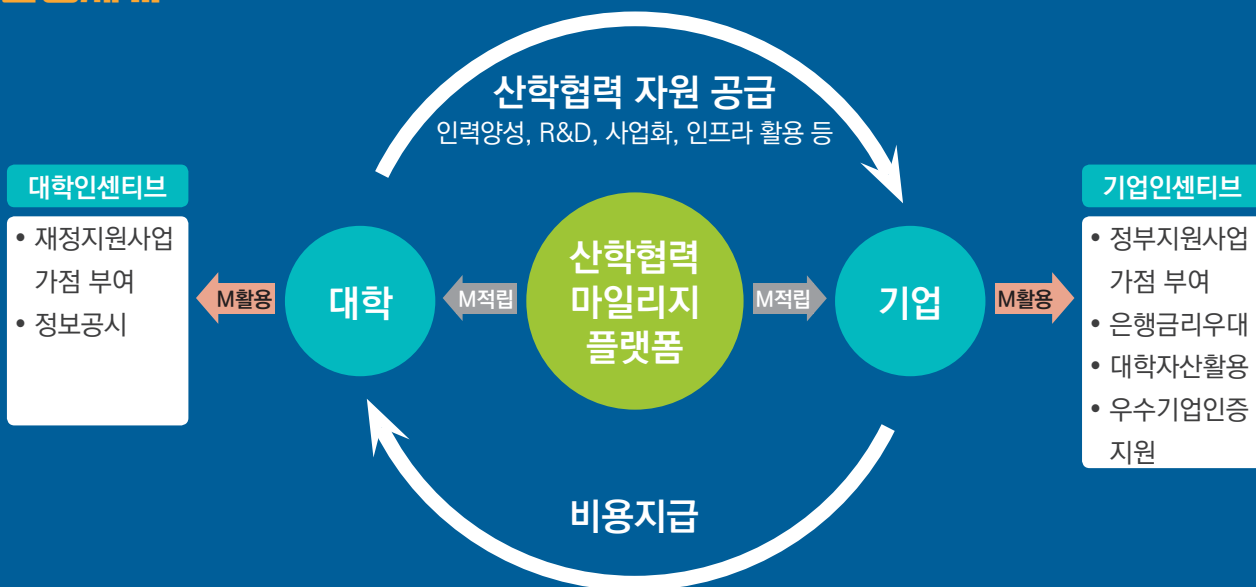 산학협력 자원 공급
인력양성, R&D, 사업화, 인프라 활용 등
대학인센티브
• 재정지원사업
가점 부여
• 정보공시
M활용
대학
M적립
산학협력
마일리지
플랫폼
M적립
기업
M활용
기업인센티브
• 정부지원사업
가점 부여
• 은행금리우대
• 대학자산활용
• 우수기업인증
지원
비용지급